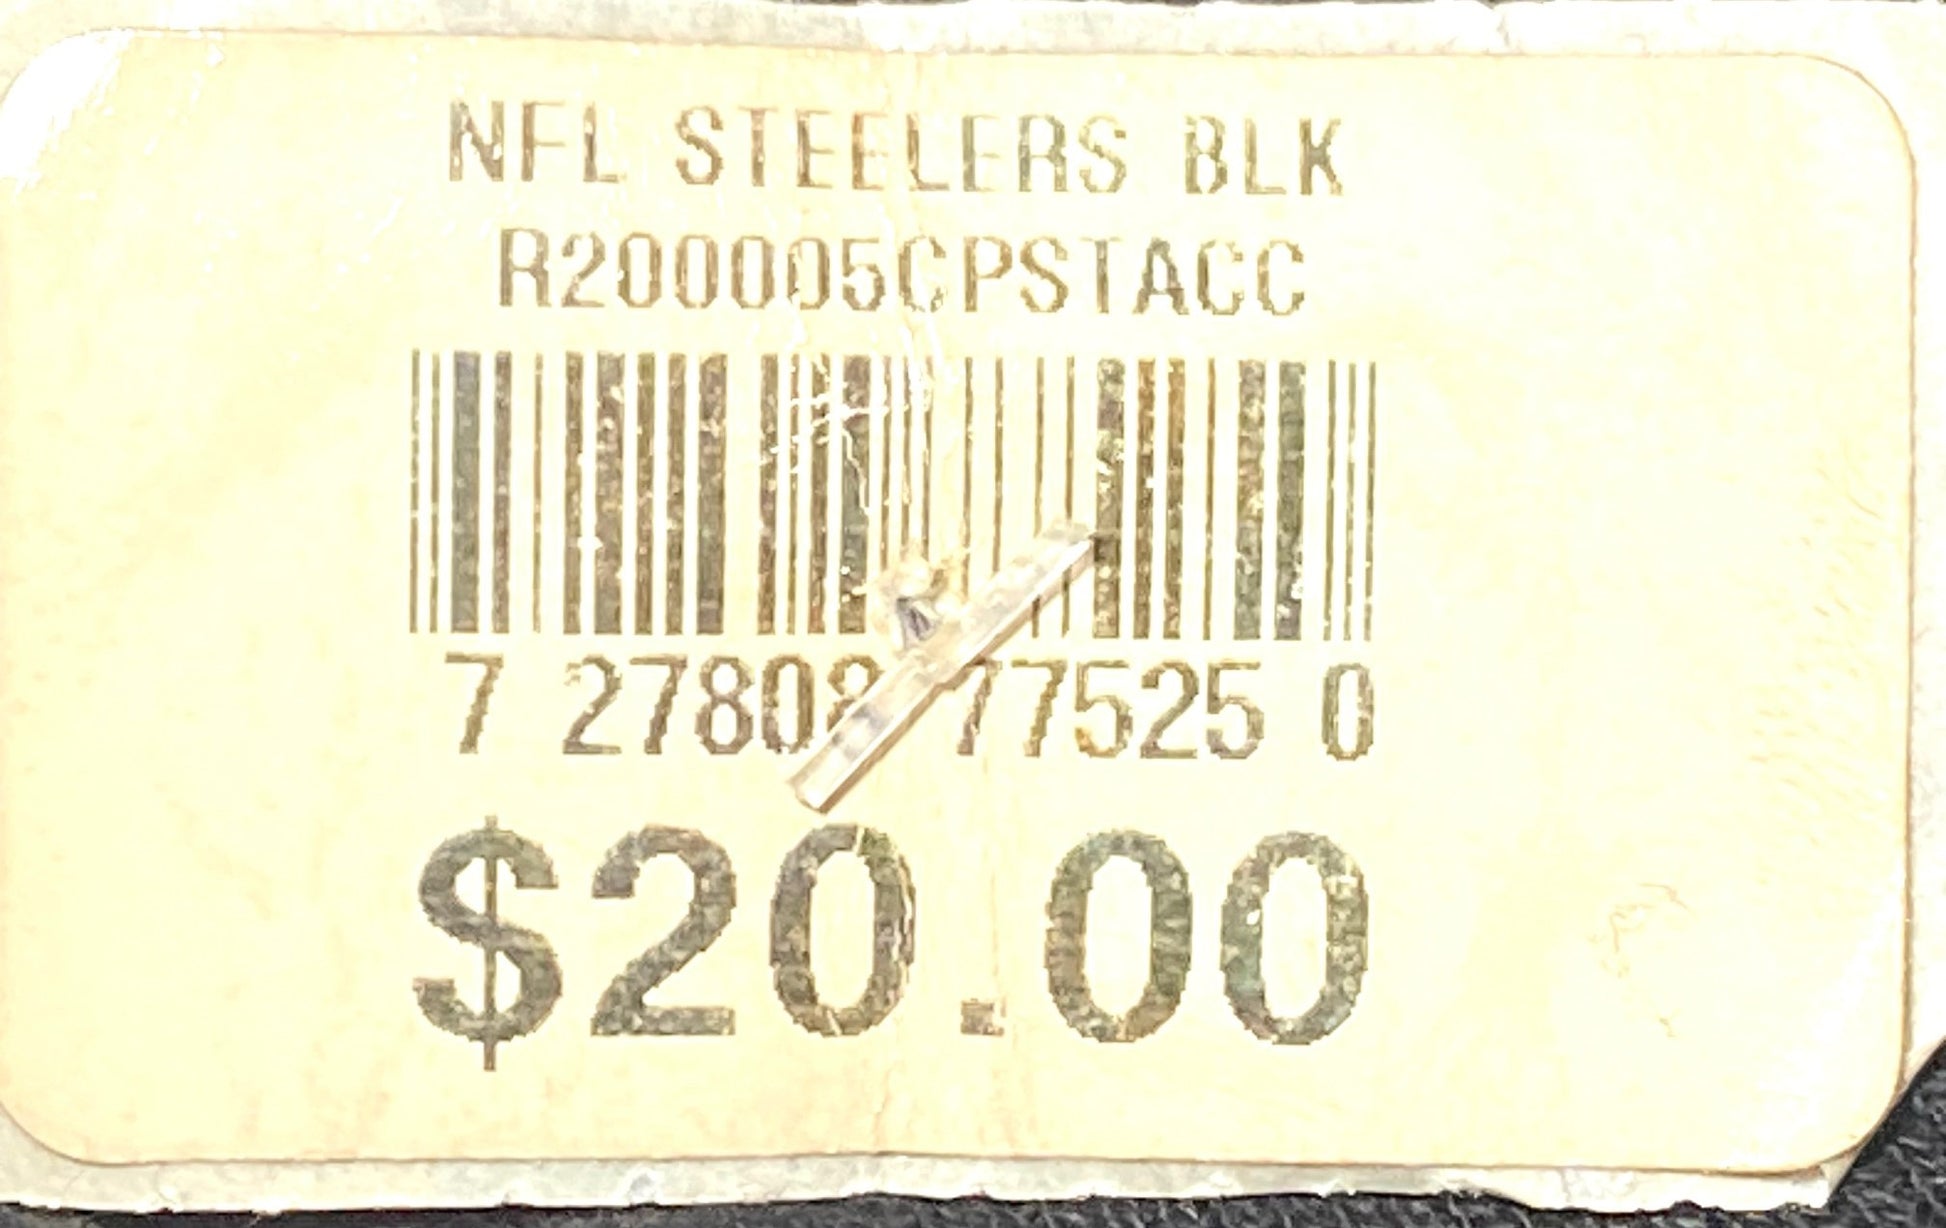 NFL STEELERS BLK
R200005CPSTACC
7 27808 77525 0
$20.00